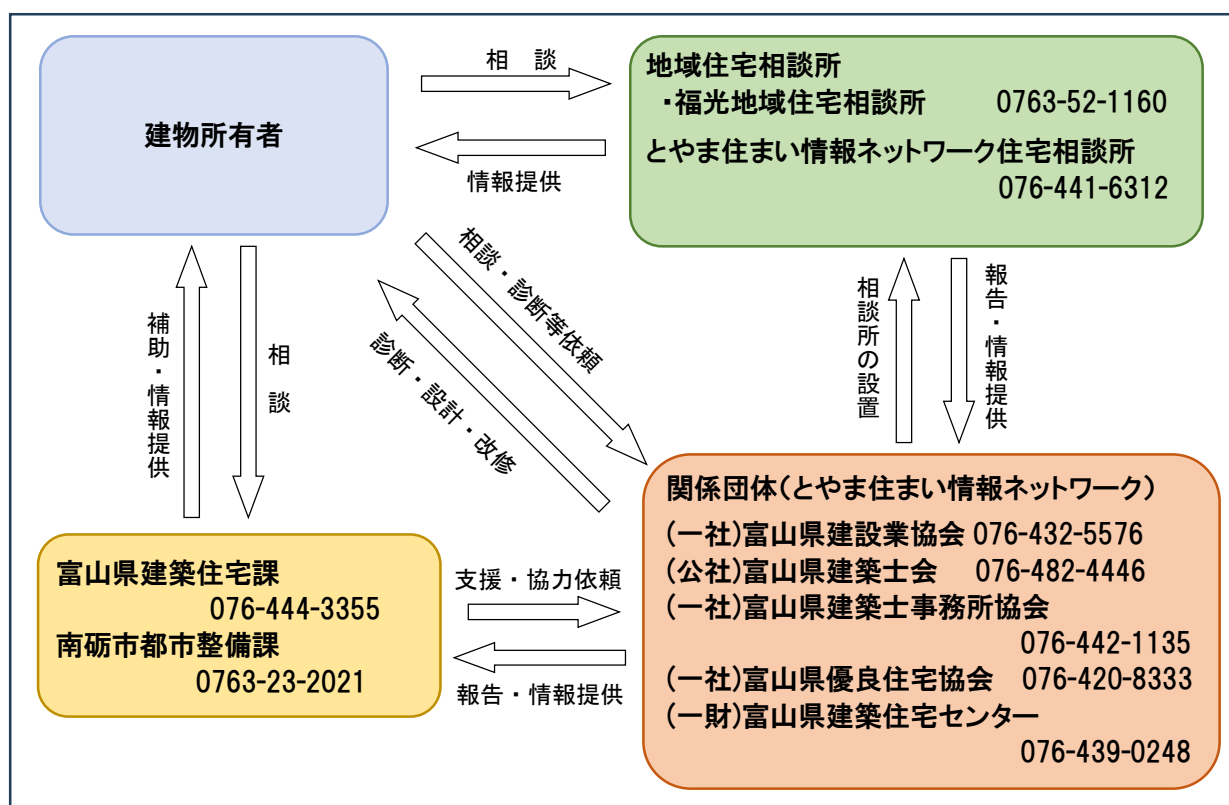 建物所有者
相　談
情報提供
地域住宅相談所
・福光地域住宅相談所　0763-52-1160
とやま住まい情報ネットワーク住宅相談所
076-441-6312
相談・診断等依頼
診断・設計・改修
補助・情報提供
相談
相談所の設置
報告・情報提供
富山県建築住宅課
076-444-3355
南砺市都市整備課
0763-23-2021
支援・協力依頼
報告・情報提供
関係団体(とやま住まい情報ネットワーク)
(一社)富山県建設業協会 076-432-5576
(公社)富山県建築士会　076-482-4446
(一社)富山県建築士事務所協会
076-442-1135
(一社)富山県優良住宅協会　076-420-8333
(一財)富山県建築住宅センター
076-439-0248